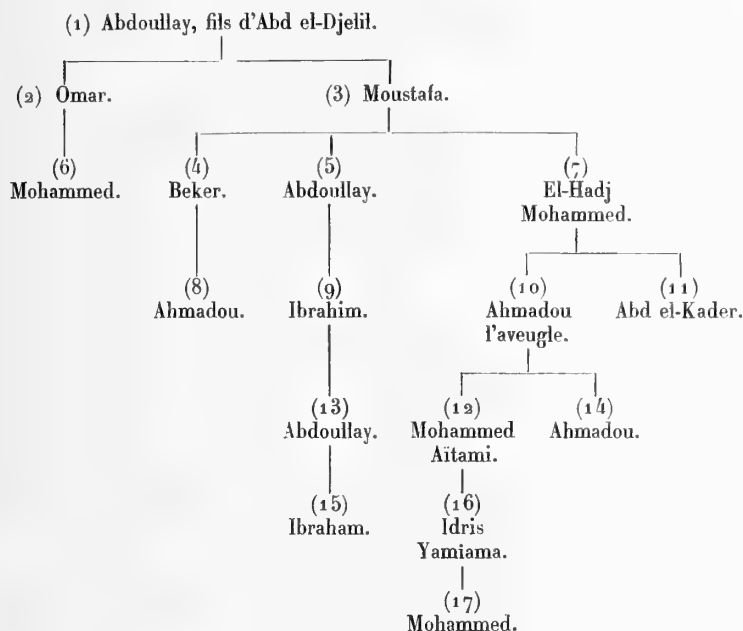 (1) Abdoullay, fils d'Abd el-Djelil.
(2) Omar. (3) Moustafa.
(6) (4) (5) (7)
Mohammed. Beker. Abdoullay. El-Hadj
Mohammed.
(8) (9) (10) (11)
Ahmadou. Ibrahim. Ahmadou Abd el-Kader.
l'aveugle.
(13) (12) (14)
Abdoullay. Mohammed Ahmadou.
Aïtami.
(15) (16)
Ibraham. Idris
Yamiama.
(17)
Mohammed.